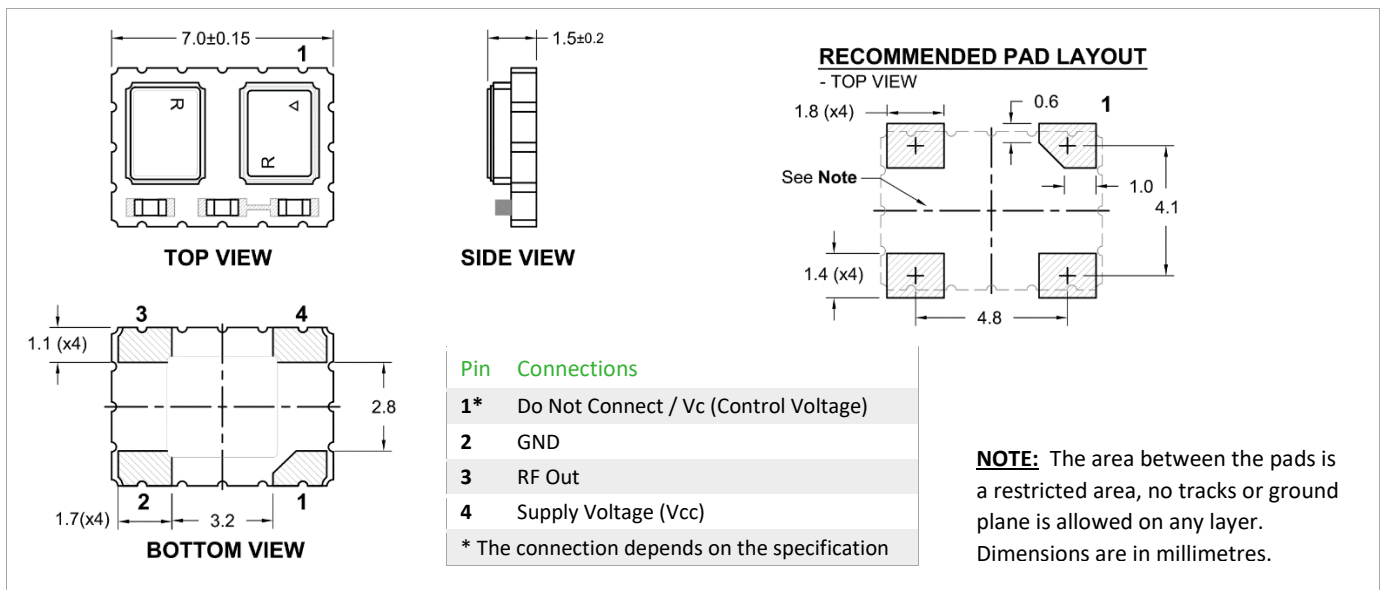 7.0±0.15
1
R
R
TOP VIEW
1.5±0.2
SIDE VIEW
RECOMMENDED PAD LAYOUT
- TOP VIEW
1.8 (x4)
0.6
1
See Note
1.0
4.1
1.4 (x4)
4.8
3
4
1.1 (x4)
2.8
2
1
1.7(x4)
3.2
BOTTOM VIEW
Pin Connections
1* Do Not Connect / Vc (Control Voltage)
2 GND
3 RF Out
4 Supply Voltage (Vcc)
* The connection depends on the specification
NOTE: The area between the pads is
a restricted area, no tracks or ground
plane is allowed on any layer.
Dimensions are in millimetres.